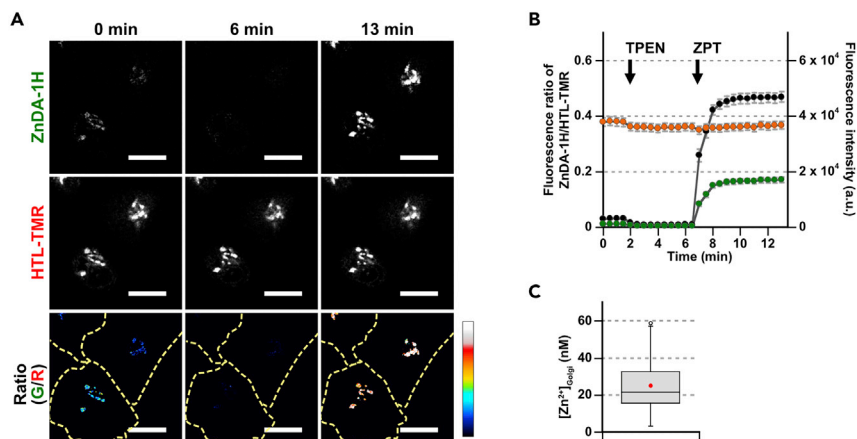 A
0 min 6 min 13 min
ZnDA-1H
HTL-TMR
Ratio
(G/R)
B
Fluorescence ratio of
ZnDA-1H/HTL-TMR
0.6
0.4
0.2
0
TPEN ZPT
6 x 10⁴
4 x 10⁴
2 x 10⁴
Fluorescence intensity (a.u.)
0 2 4 6 8 10 12
Time (min)
C
[Zn²⁺]Golgi (nM)
60
40
20
0